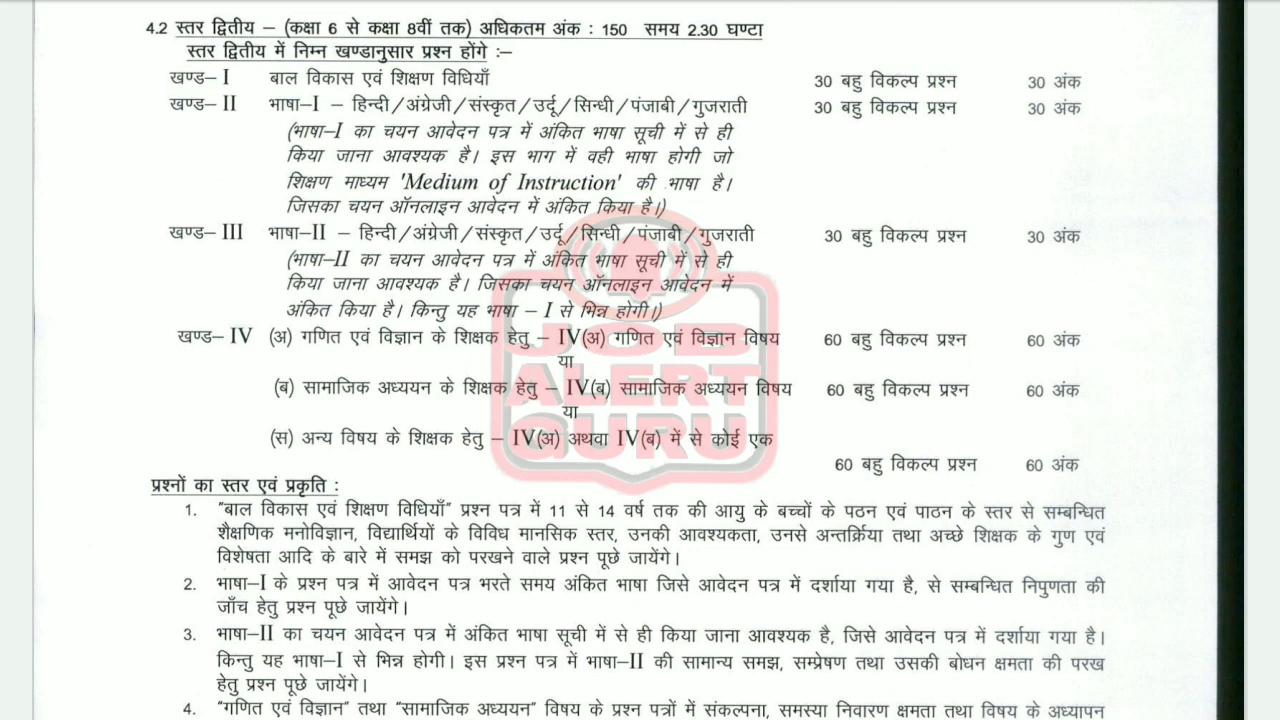 4.2 स्तर द्वितीय – (कक्षा 6 से कक्षा 8वीं तक) अधिकतम अंक : 150 समय 2.30 घण्टा
स्तर द्वितीय में निम्न खण्डानुसार प्रश्न होंगे :–
खण्ड– I बाल विकास एवं शिक्षण विधियाँ 30 बहु विकल्प प्रश्न 30 अंक
खण्ड– II भाषा–I – हिन्दी/अंग्रेजी/संस्कृत/उर्दू/सिन्धी/पंजाबी/गुजराती 30 बहु विकल्प प्रश्न 30 अंक
(भाषा–I का चयन आवेदन पत्र में अंकित भाषा सूची में से ही
किया जाना आवश्यक है। इस भाग में वही भाषा होगी जो
शिक्षण माध्यम 'Medium of Instruction' की भाषा है।
जिसका चयन ऑनलाइन आवेदन में अंकित किया है।)
खण्ड– III भाषा–II – हिन्दी/अंग्रेजी/संस्कृत/उर्दू/सिन्धी/पंजाबी/गुजराती 30 बहु विकल्प प्रश्न 30 अंक
(भाषा–II का चयन आवेदन पत्र में अंकित भाषा सूची में से ही
किया जाना आवश्यक है। जिसका चयन ऑनलाइन आवेदन में
अंकित किया है। किन्तु यह भाषा – I से भिन्न होगी।)
खण्ड– IV (अ) गणित एवं विज्ञान के शिक्षक हेतु – IV(अ) गणित एवं विज्ञान विषय 60 बहु विकल्प प्रश्न 60 अंक
या
(ब) सामाजिक अध्ययन के शिक्षक हेतु – IV(ब) सामाजिक अध्ययन विषय 60 बहु विकल्प प्रश्न 60 अंक
या
(स) अन्य विषय के शिक्षक हेतु – IV(अ) अथवा IV(ब) में से कोई एक
60 बहु विकल्प प्रश्न 60 अंक
JOB
ALERT
GURU
प्रश्नों का स्तर एवं प्रकृति :
1. "बाल विकास एवं शिक्षण विधियाँ" प्रश्न पत्र में 11 से 14 वर्ष तक की आयु के बच्चों के पठन एवं पाठन के स्तर से सम्बन्धित
शैक्षणिक मनोविज्ञान, विद्यार्थियों के विविध मानसिक स्तर, उनकी आवश्यकता, उनसे अन्तर्क्रिया तथा अच्छे शिक्षक के गुण एवं
विशेषता आदि के बारे में समझ को परखने वाले प्रश्न पूछे जायेंगे।
2. भाषा–I के प्रश्न पत्र में आवेदन पत्र भरते समय अंकित भाषा जिसे आवेदन पत्र में दर्शाया गया है, से सम्बन्धित निपुणता की
जाँच हेतु प्रश्न पूछे जायेंगे।
3. भाषा–II का चयन आवेदन पत्र में अंकित भाषा सूची में से ही किया जाना आवश्यक है, जिसे आवेदन पत्र में दर्शाया गया है।
किन्तु यह भाषा–I से भिन्न होगी। इस प्रश्न पत्र में भाषा–II की सामान्य समझ, सम्प्रेषण तथा उसकी बोधन क्षमता की परख
हेतु प्रश्न पूछे जायेंगे।
4. "गणित एवं विज्ञान" तथा "सामाजिक अध्ययन" विषय के प्रश्न पत्रों में संकल्पना, समस्या निवारण क्षमता तथा विषय के अध्यापन